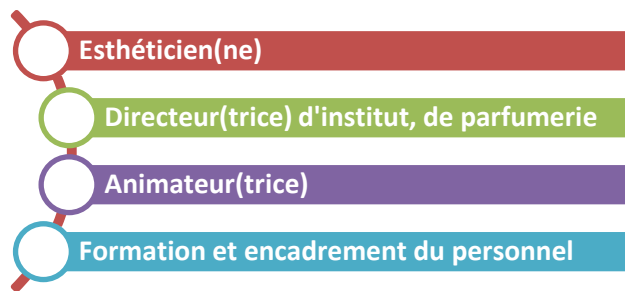 Esthéticien(ne)
Directeur(trice) d'institut, de parfumerie
Animateur(trice)
Formation et encadrement du personnel